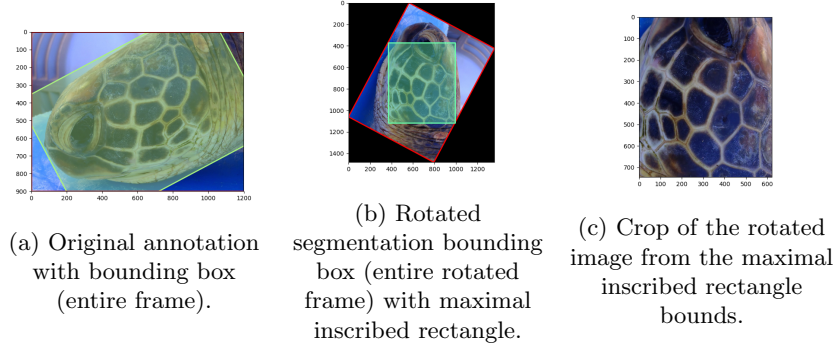 0
100
200
300
400
500
600
700
800
900
0 200 400 600 800 1000 1200
(a) Original annotation
with bounding box
(entire frame).
0
200
400
600
800
1000
1200
1400
0 200 400 600 800 1000 1200
(b) Rotated
segmentation bounding
box (entire rotated
frame) with maximal
inscribed rectangle.
0
100
200
300
400
500
600
700
0 100 200 300 400 500 600
(c) Crop of the rotated
image from the maximal
inscribed rectangle
bounds.